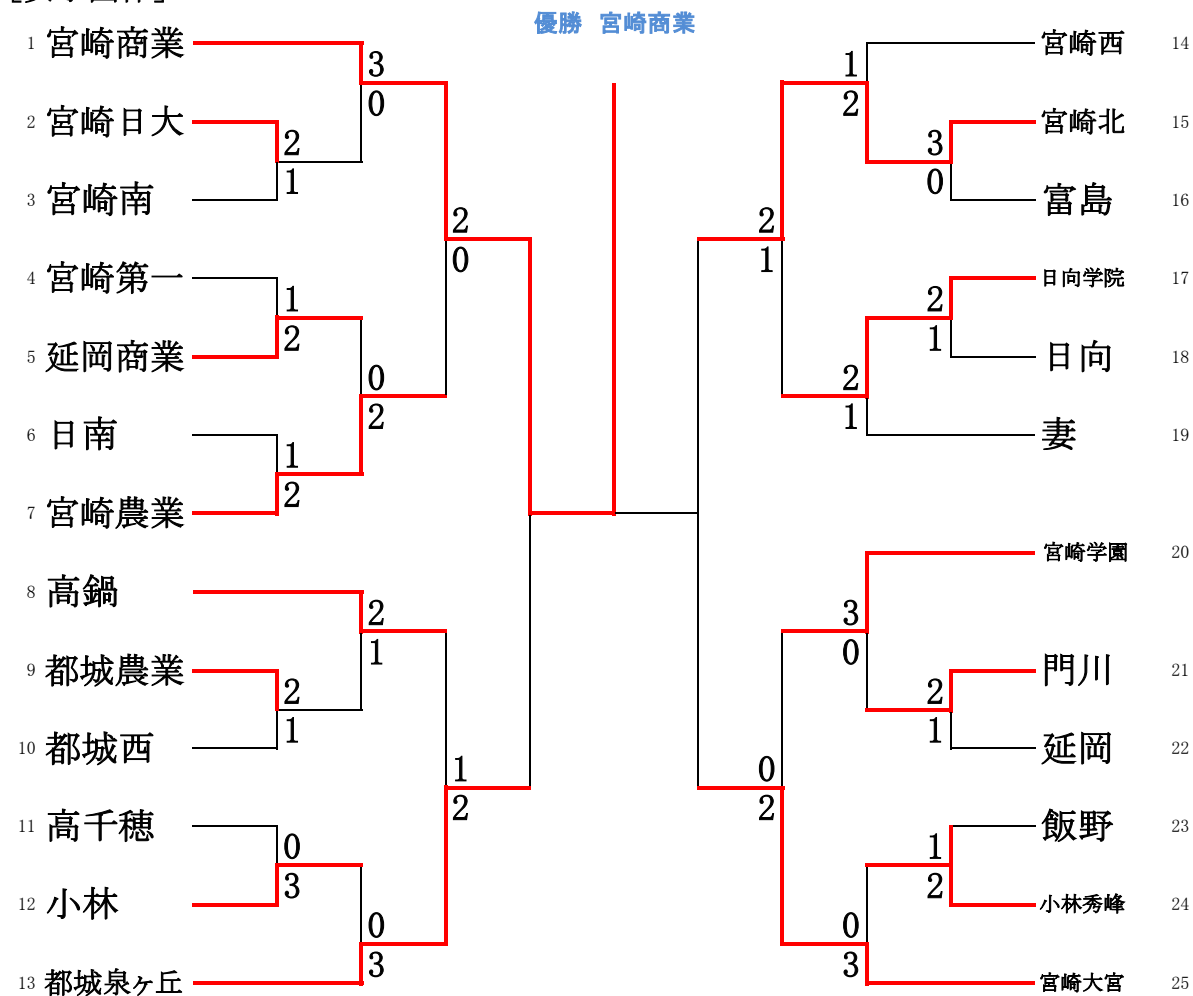 優勝 宮崎商業
1 宮崎商業
2 宮崎日大
3 宮崎南
4 宮崎第一
5 延岡商業
6 日南
7 宮崎農業
8 高鍋
9 都城農業
10 都城西
11 高千穂
12 小林
13 都城泉ヶ丘
3
0
2
1
2
0
1
2
0
2
1
2
2
1
2
1
1
2
0
3
0
3
1
2
3
0
2
1
2
1
2
1
3
0
2
1
0
2
1
2
0
3
宮崎西 14
宮崎北 15
富島 16
日向学院 17
日向 18
妻 19
宮崎学園 20
門川 21
延岡 22
飯野 23
小林秀峰 24
宮崎大宮 25